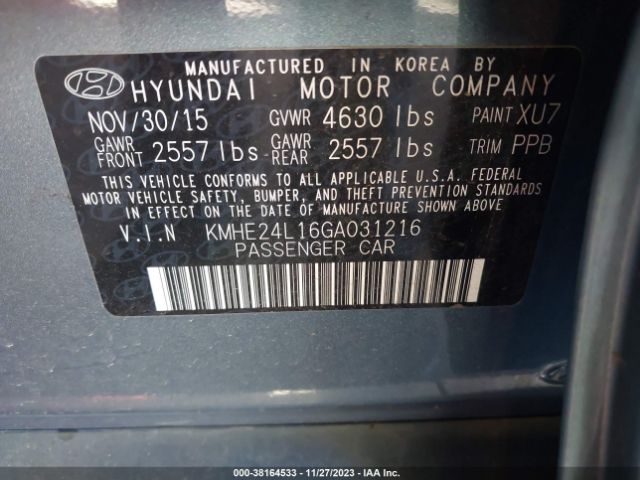 MANUFACTURED IN KOREA BY
HYUNDAI MOTOR COMPANY
NOV/30/15 GVWR 4630 lbs PAINT XU7
GAWR FRONT 2557 lbs GAWR REAR 2557 lbs TRIM PPB
THIS VEHICLE CONFORMS TO ALL APPLICABLE U.S.A. FEDERAL
MOTOR VEHICLE SAFETY, BUMPER, AND THEFT PREVENTION STANDARDS
IN EFFECT ON THE DATE OF MANUFACTURE SHOWN ABOVE.
V.I.N KMHE24L16GA031216
PASSENGER CAR
000-38164533 - 11/27/2023 - IAA Inc.